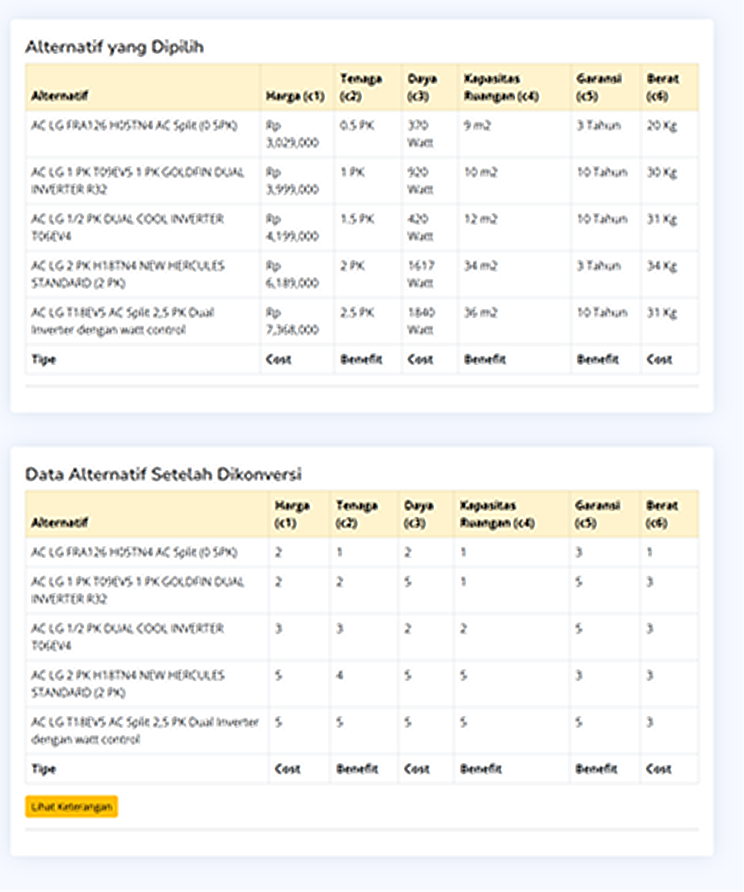 Alternatif yang Dipilih
Alternatif Harga (c1) Tenaga (c2) Daya (c3) Kapasitas Ruangan (c4) Garansi (c5) Berat (c6)
AC LG FRA126 H05TN4 AC Split (0 5PK) Rp 3,029,000 0.5 PK 370 Watt 9 m2 3 Tahun 20 Kg
AC LG 1 PK T09EV5 1 PK GOLDFIN DUAL INVERTER R32 Rp 3,999,000 1 PK 920 Watt 10 m2 10 Tahun 30 Kg
AC LG 1/2 PK DUAL COOL INVERTER T06EV4 Rp 4,199,000 1.5 PK 420 Watt 12 m2 10 Tahun 31 Kg
AC LG 2 PK H18TN4 NEW HERCULES STANDARD (2 PK) Rp 6,189,000 2 PK 1617 Watt 34 m2 3 Tahun 34 Kg
AC LG T18EV5 AC Split 2,5 PK Dual Inverter dengan watt control Rp 7,368,000 2.5 PK 1840 Watt 36 m2 10 Tahun 31 Kg
Tipe Cost Benefit Cost Benefit Benefit Cost
Data Alternatif Setelah Dikonversi
Alternatif Harga (c1) Tenaga (c2) Daya (c3) Kapasitas Ruangan (c4) Garansi (c5) Berat (c6)
AC LG FRA126 H05TN4 AC Split (0 5PK) 2 1 2 1 3 1
AC LG 1 PK T09EV5 1 PK GOLDFIN DUAL INVERTER R32 2 2 5 1 5 3
AC LG 1/2 PK DUAL COOL INVERTER T06EV4 3 3 2 2 5 3
AC LG 2 PK H18TN4 NEW HERCULES STANDARD (2 PK) 5 4 5 5 3 3
AC LG T18EV5 AC Split 2,5 PK Dual Inverter dengan watt control 5 5 5 5 5 3
Tipe Cost Benefit Cost Benefit Benefit Cost
Lihat Keterangan